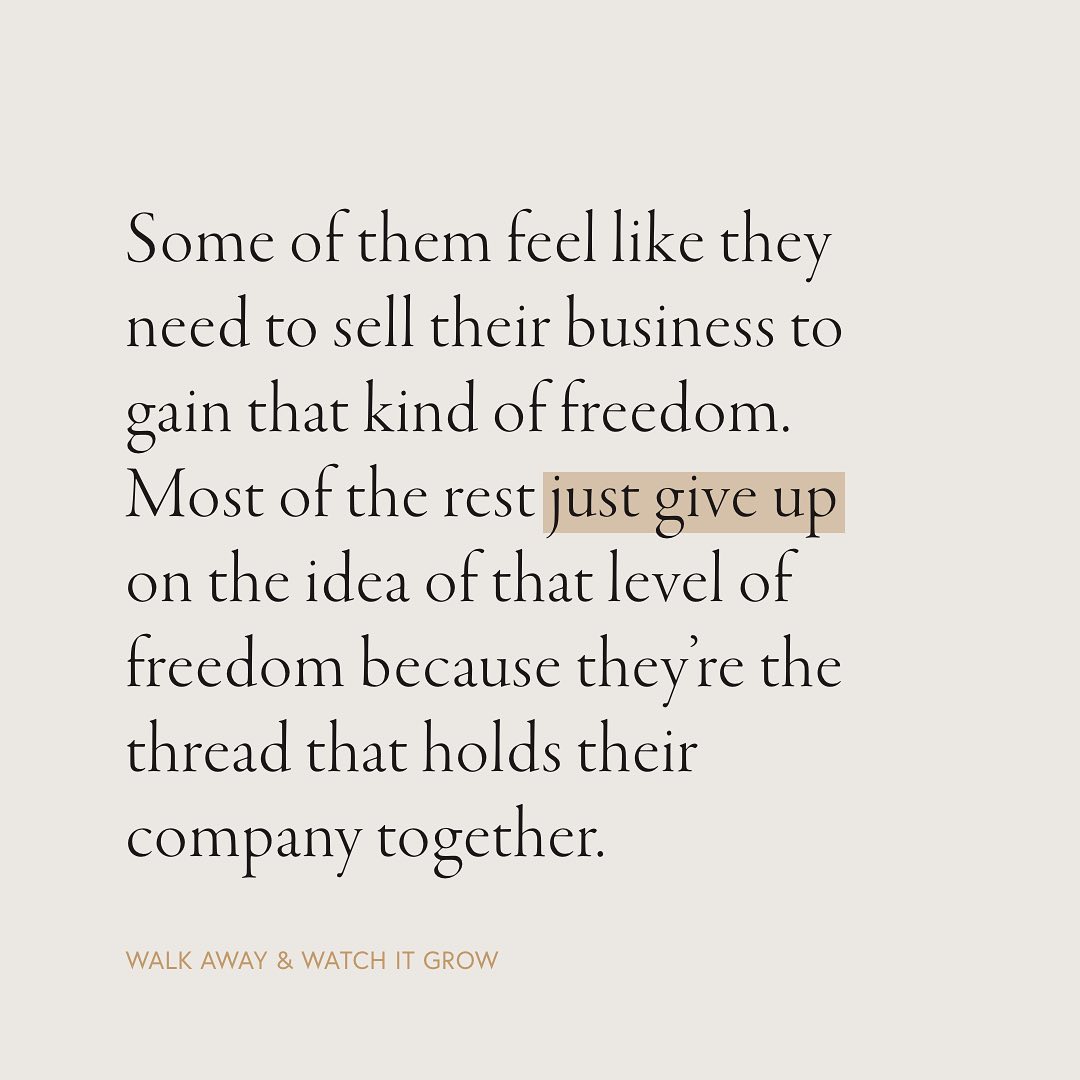 Some of them feel like they
need to sell their business to
gain that kind of freedom.
Most of the rest just give up
on the idea of that level of
freedom because they’re the
thread that holds their
company together.
WALK AWAY & WATCH IT GROW